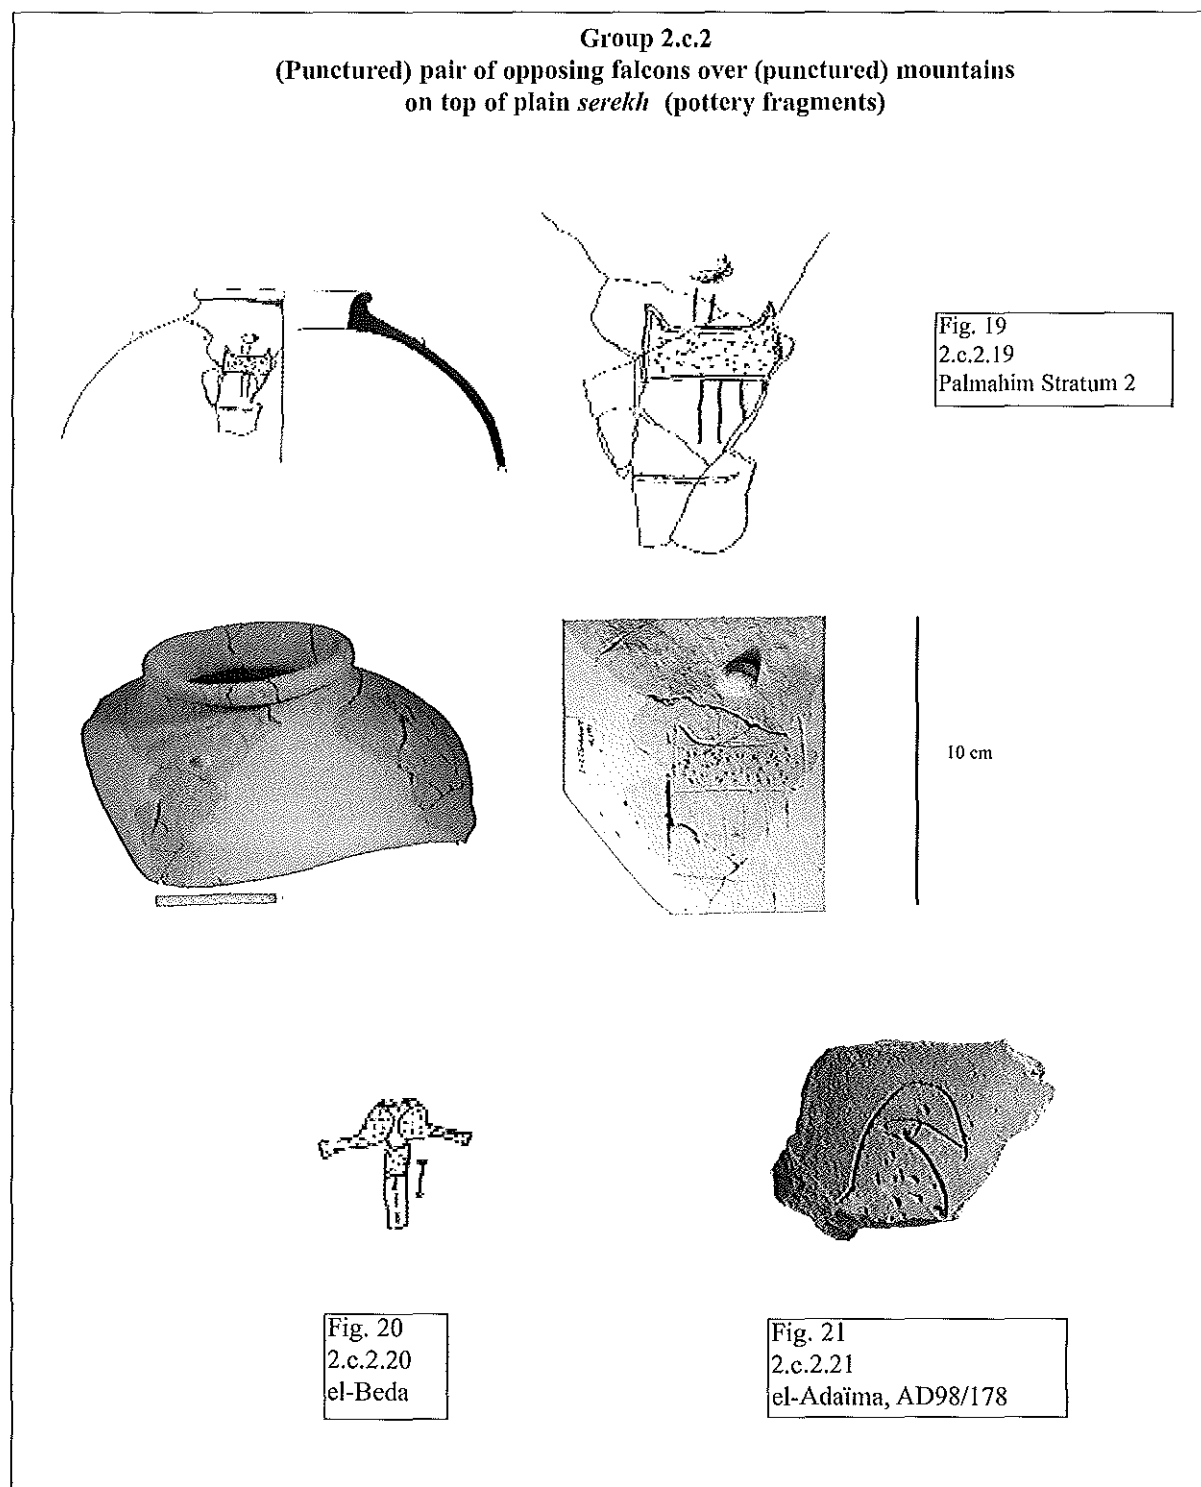 Group 2.c.2
(Punctured) pair of opposing falcons over (punctured) mountains
on top of plain serekh (pottery fragments)
Fig. 19
2.c.2.19
Palmahim Stratum 2
10 cm
Fig. 20
2.c.2.20
el-Beda
Fig. 21
2.c.2.21
el-Adaïma, AD98/178